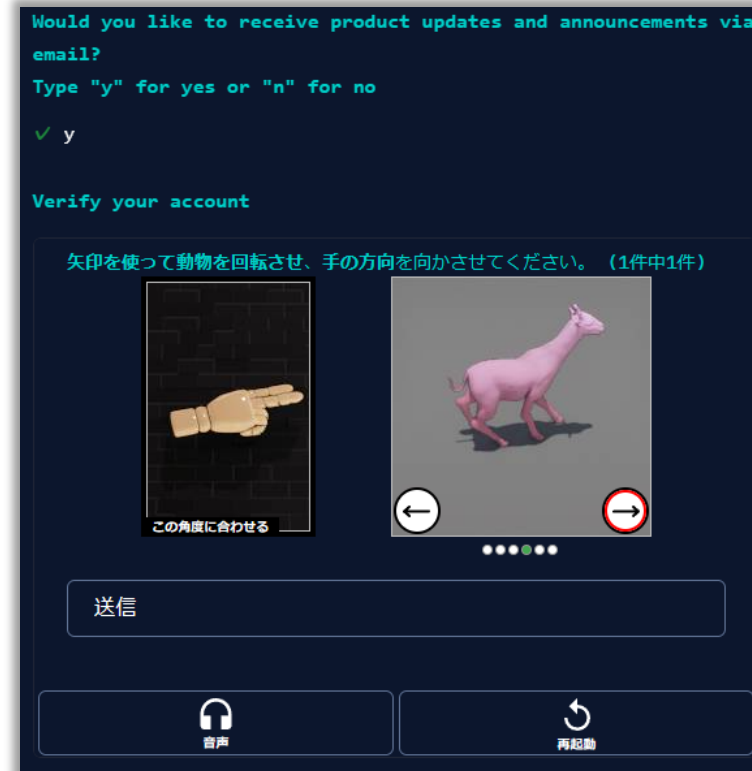 Would you like to receive product updates and announcements via
email?
Type "y" for yes or "n" for no
✓ y
Verify your account
矢印を使って動物を回転させ、手の方向を向かさせてください。 (1件中1件)
この角度に合わせる
送信
音声
再起動